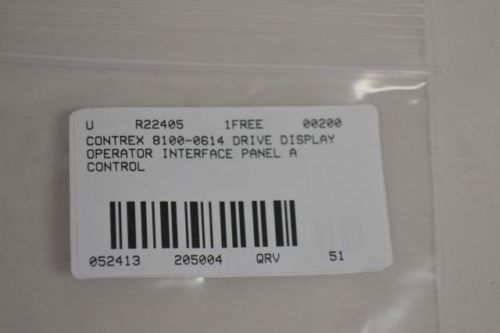 U R22405 1FREE 00200
CONTREX 8100-0614 DRIVE DISPLAY
OPERATOR INTERFACE PANEL A
CONTROL
052413 205004 QRV 51